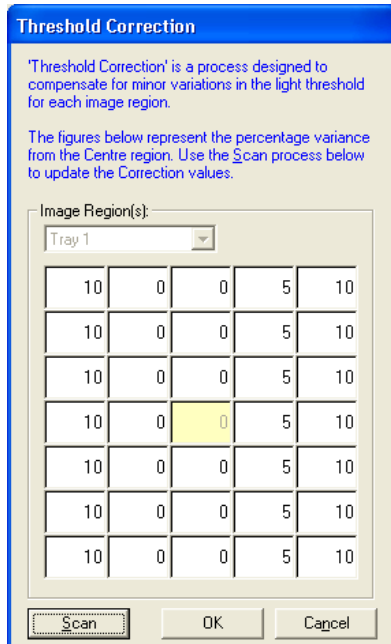 Threshold Correction
'Threshold Correction' is a process designed to
compensate for minor variations in the light threshold
for each image region.
The figures below represent the percentage variance
from the Centre region. Use the Scan process below
to update the Correction values.
Image Region(s):
Tray 1
10 0 0 5 10
10 0 0 5 10
10 0 0 5 10
10 0 0 5 10
10 0 0 5 10
10 0 0 5 10
10 0 0 5 10
Scan OK Cancel